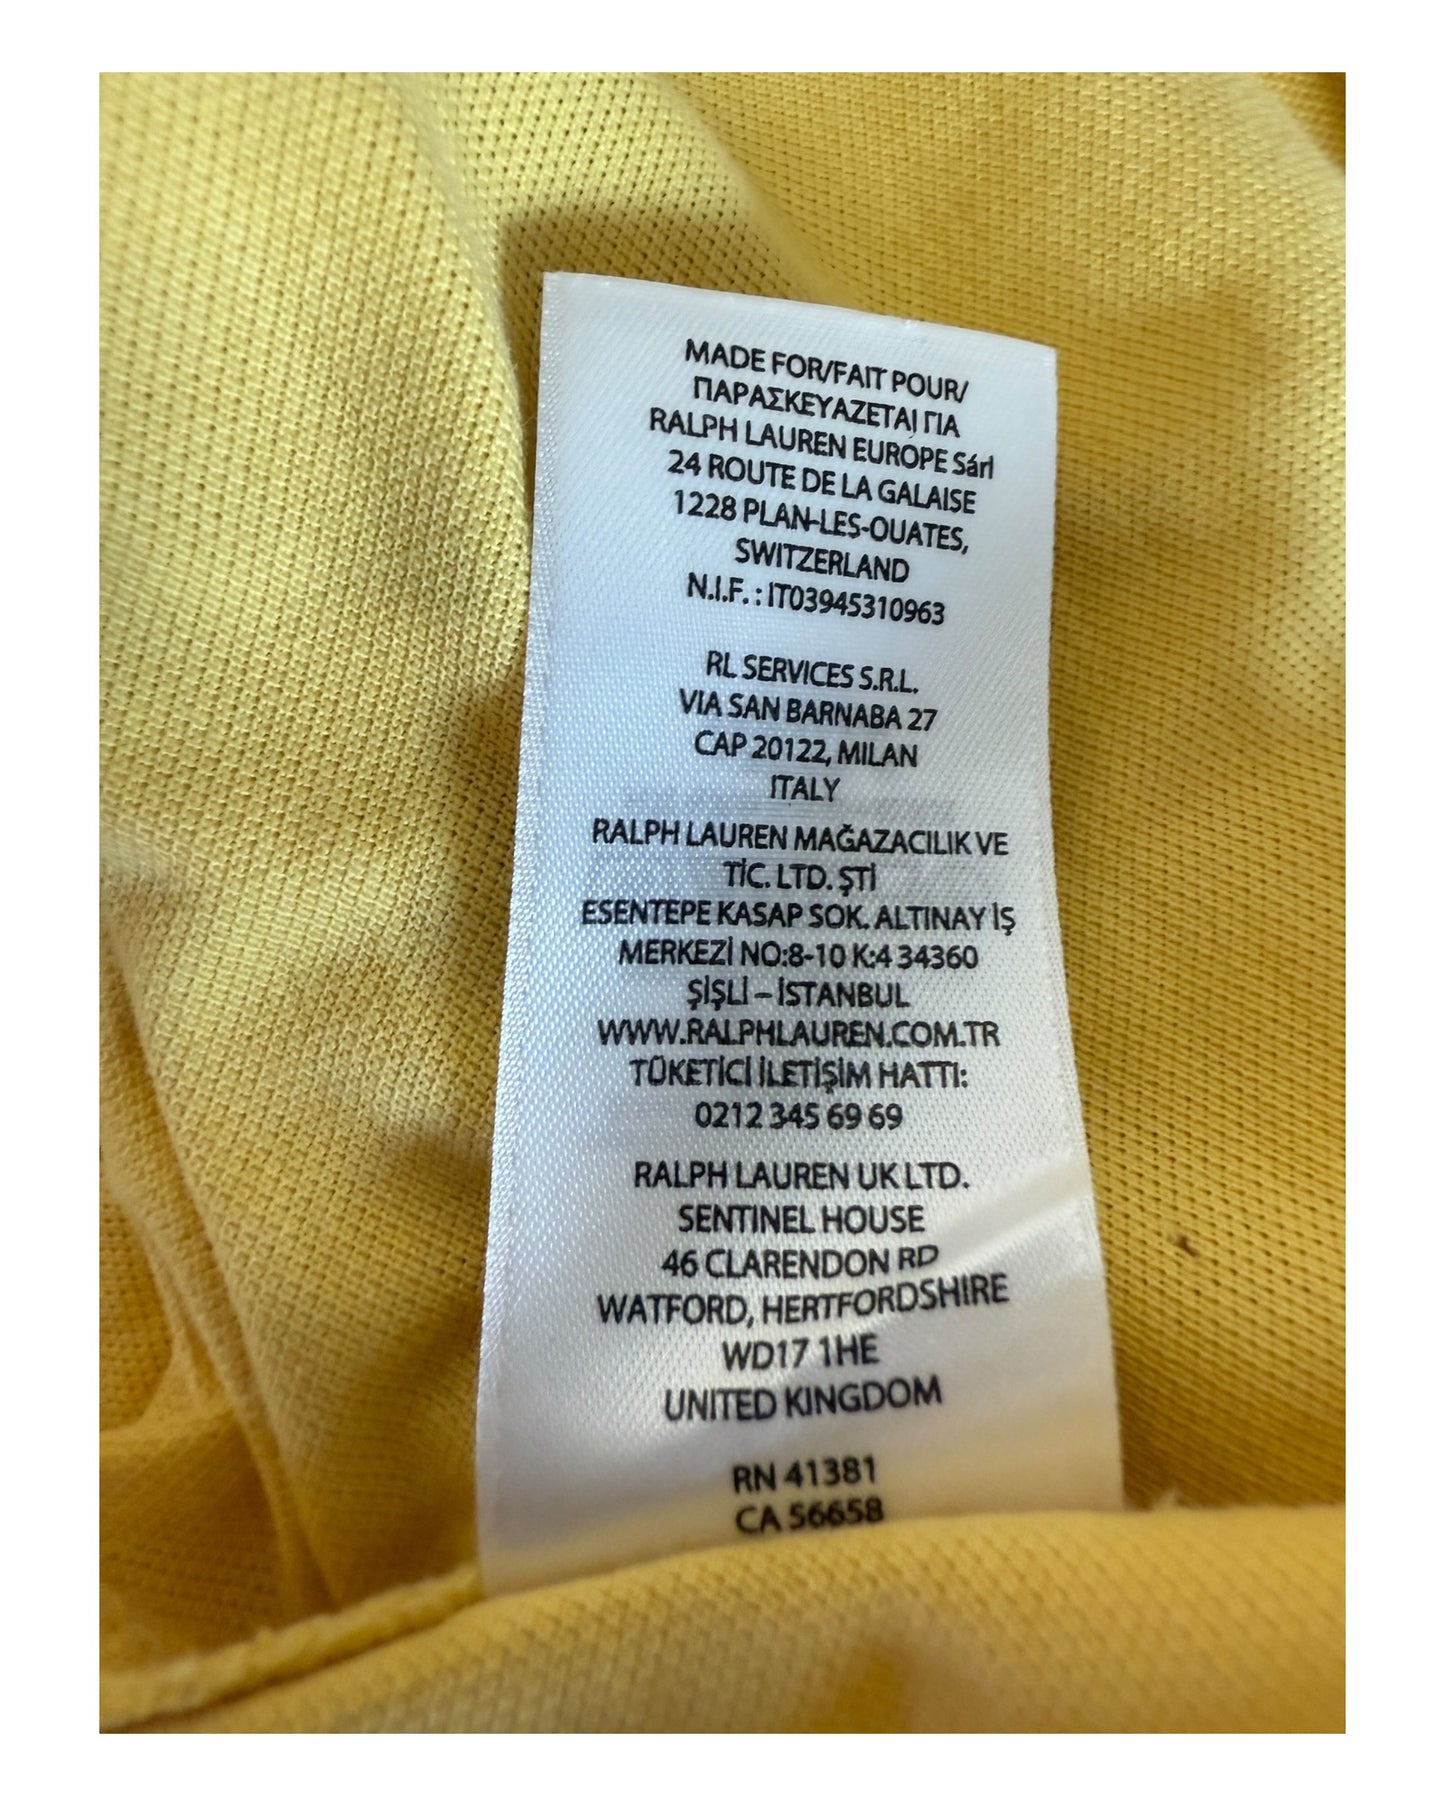 MADE FOR/FAIT POUR/
ΠΑΡΑΣΚΕΥΑΖΕΤΑΙ ΓΙΑ
RALPH LAUREN EUROPE Sárl
24 ROUTE DE LA GALAISE
1228 PLAN-LES-OUATES,
SWITZERLAND
N.I.F. : IT03945310963
RL SERVICES S.R.L.
VIA SAN BARNABA 27
CAP 20122, MILAN
ITALY
RALPH LAUREN MAĞAZACILIK VE
TİC. LTD. ŞTİ
ESENTEPE KASAP SOK. ALTINAY İŞ
MERKEZİ NO:8-10 K:4 34360
ŞİŞLİ – İSTANBUL
WWW.RALPHLAUREN.COM.TR
TÜKETİCİ İLETİŞİM HATTI:
0212 345 69 69
RALPH LAUREN UK LTD.
SENTINEL HOUSE
46 CLARENDON RD
WATFORD, HERTFORDSHIRE
WD17 1HE
UNITED KINGDOM
RN 41381
CA 56658